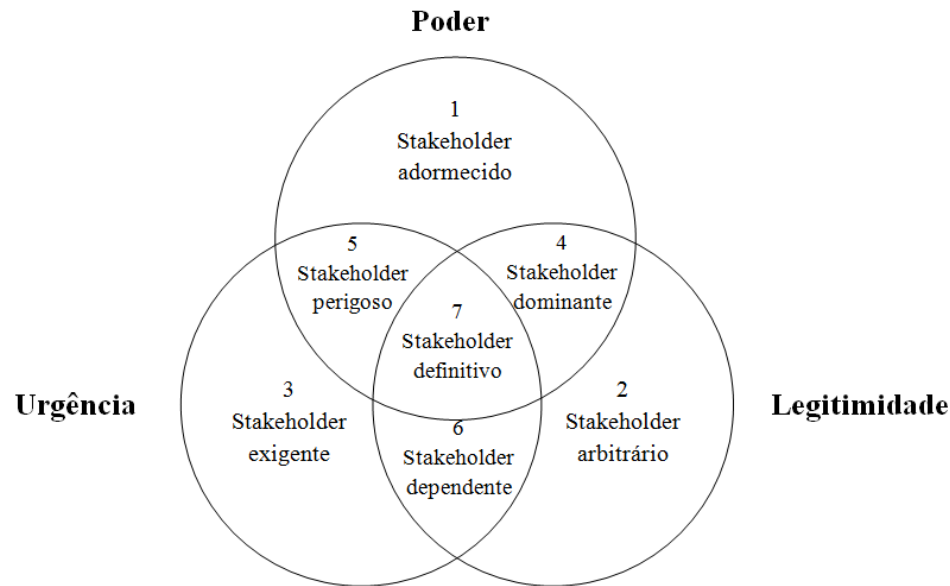 Poder
1
Stakeholder
adormecido
5
Stakeholder
perigoso
4
Stakeholder
dominante
7
Stakeholder
definitivo
Urgência
3
Stakeholder
exigente
6
Stakeholder
dependente
2
Stakeholder
arbitrário
Legitimidade